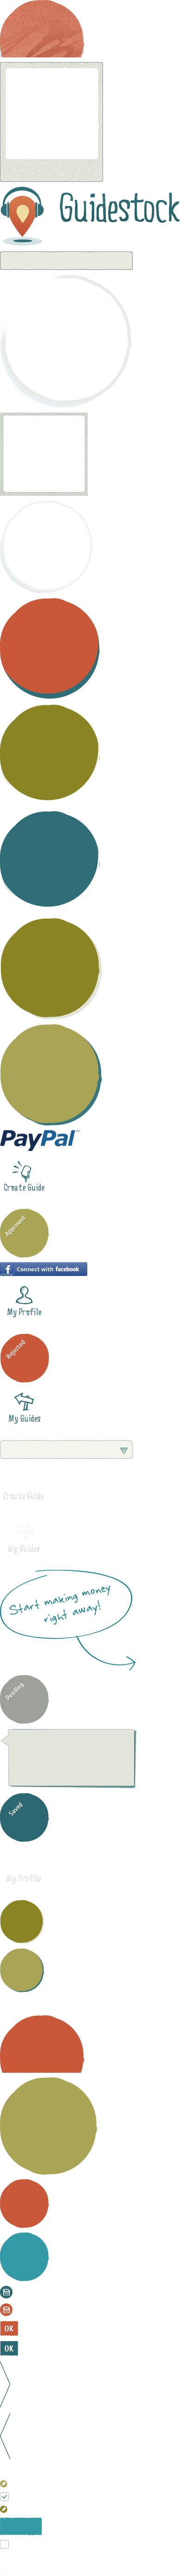 Guidestock
PayPal™
Create Guide
Approved
f Connect with facebook
My Profile
Rejected
My Guides
Create Guide
My Guides
Start making money
right away!
Pending
Saved
My Profile
OK
OK